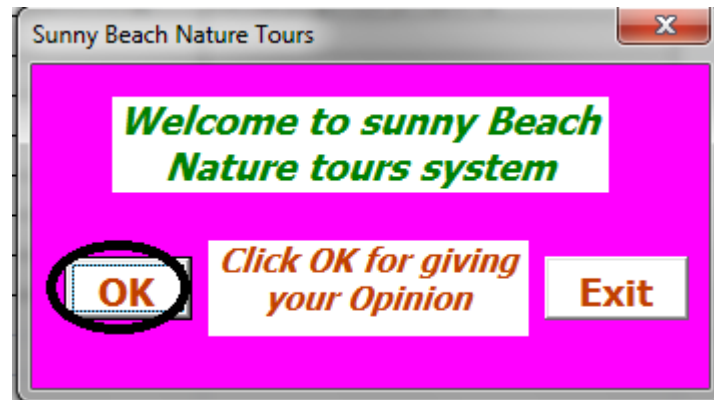 Sunny Beach Nature Tours
Welcome to sunny Beach
Nature tours system
OK
Click OK for giving
your Opinion
Exit